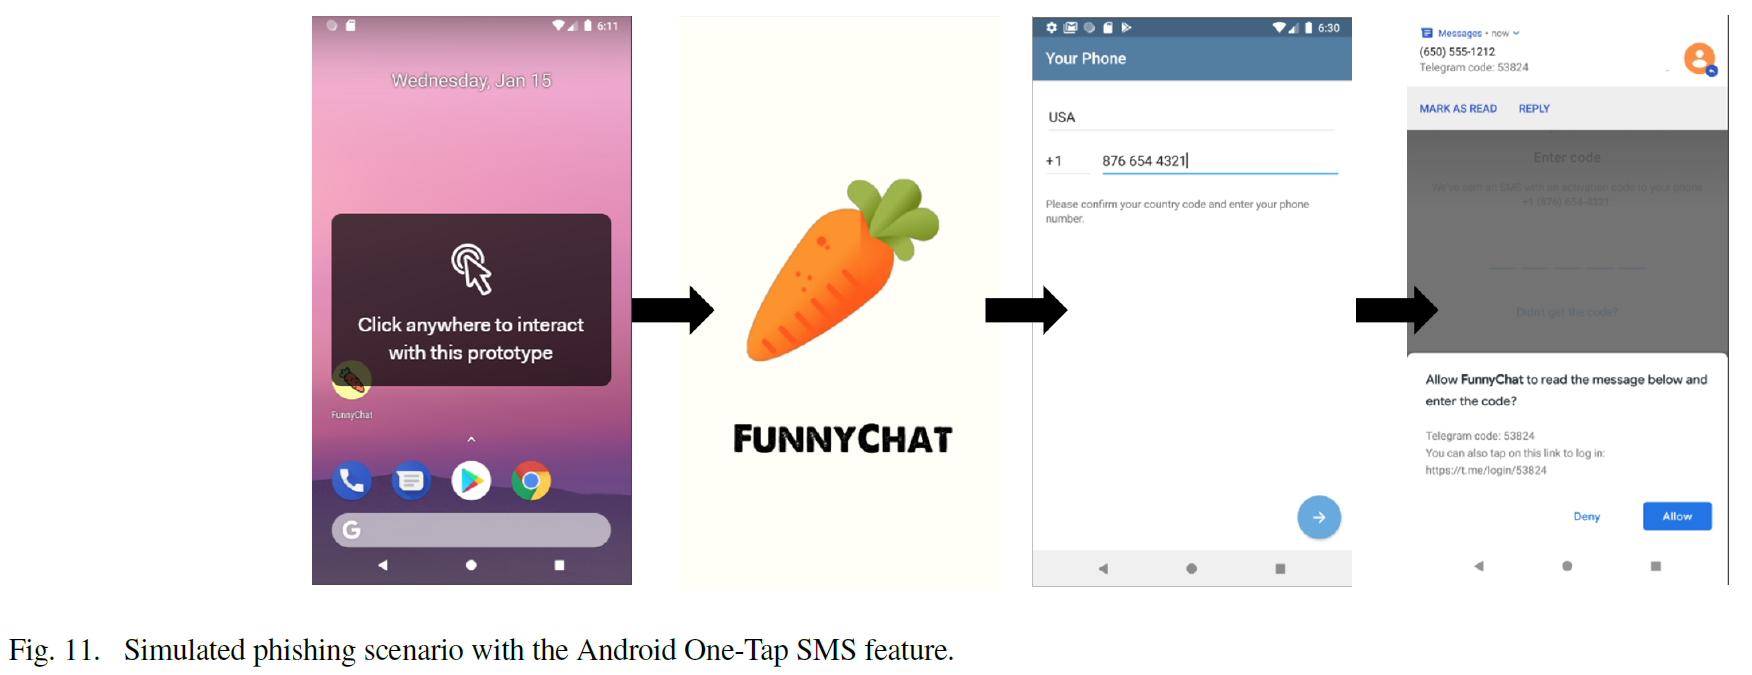 6:11
Wednesday, Jan 15
Click anywhere to interact
with this prototype
FunnyChat
G
FUNNYCHAT
6:30
Your Phone
USA
+1 876 654 4321
Please confirm your country code and enter your phone
number.
Messages • now
(650) 555-1212
Telegram code: 53824
MARK AS READ REPLY
Enter code
We've sent an SMS with an activation code to your phone
+1 (876) 654-4321
Didn't get the code?
Allow FunnyChat to read the message below and
enter the code?
Telegram code: 53824
You can also tap on this link to log in:
https://t.me/login/53824
Deny Allow
Fig. 11. Simulated phishing scenario with the Android One-Tap SMS feature.